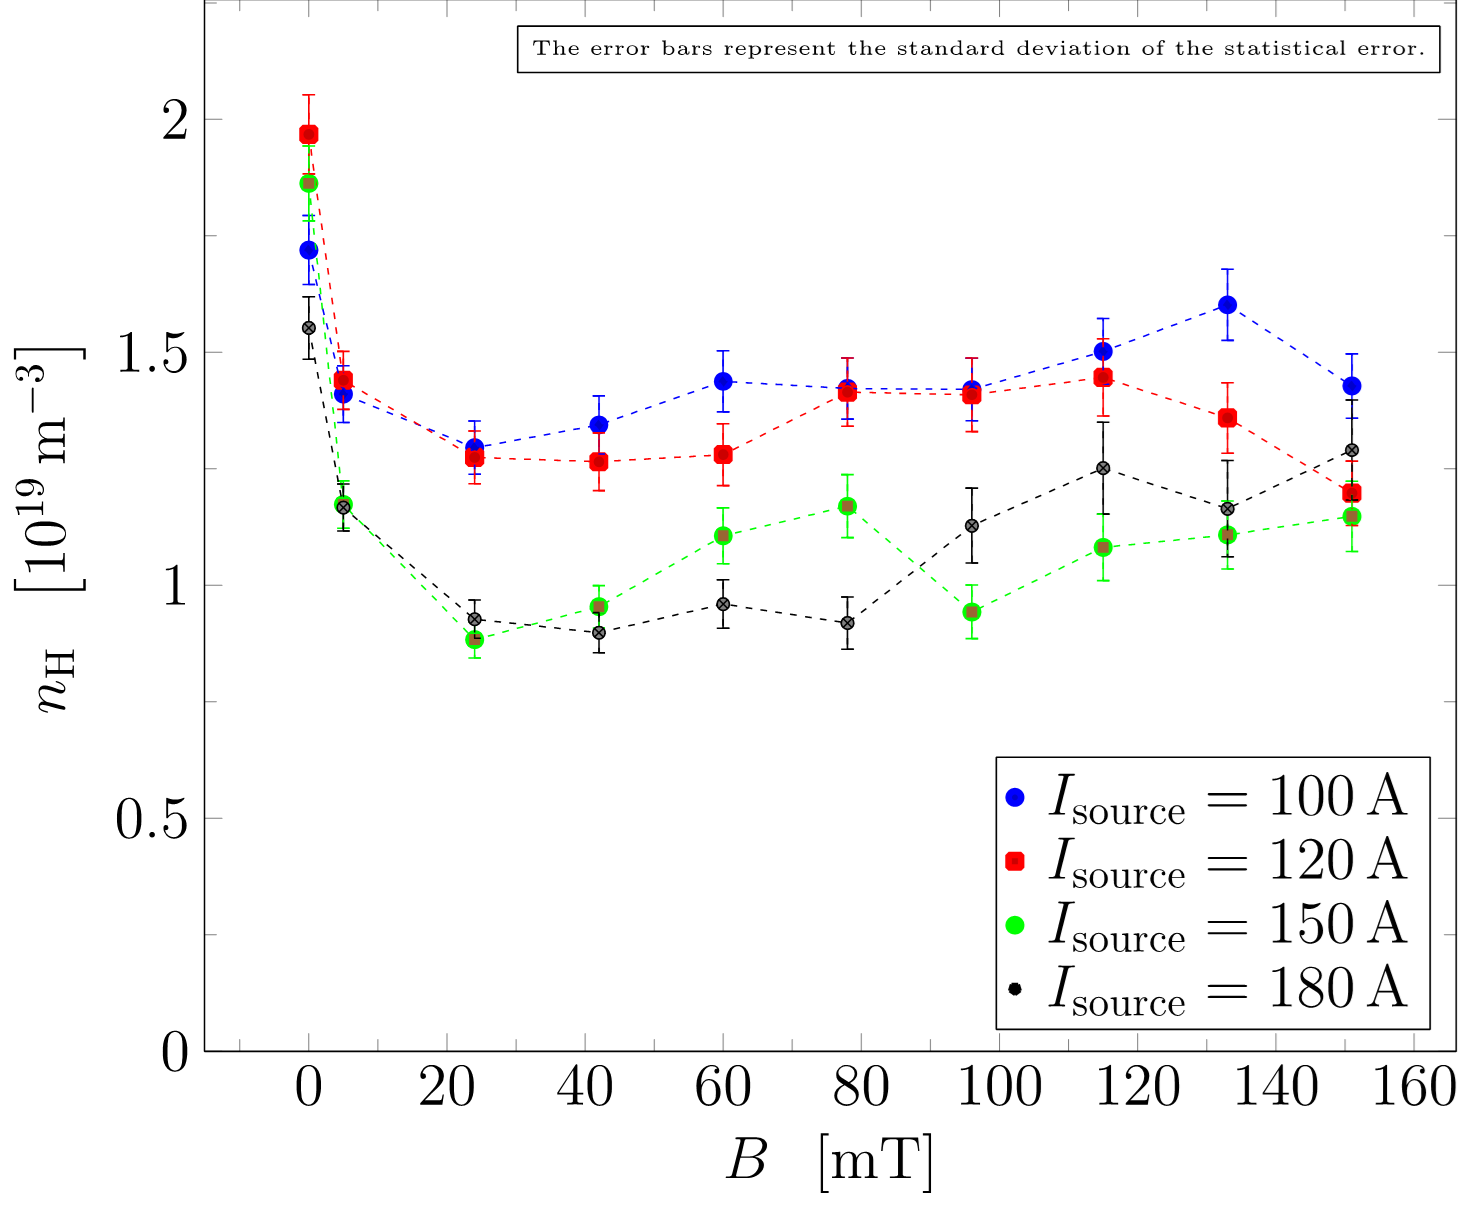 The error bars represent the standard deviation of the statistical error.
2
1.5
1
0.5
0
n_H [10^19 m^−3]
0 20 40 60 80 100 120 140 160
B [mT]
I_source = 100 A
I_source = 120 A
I_source = 150 A
I_source = 180 A